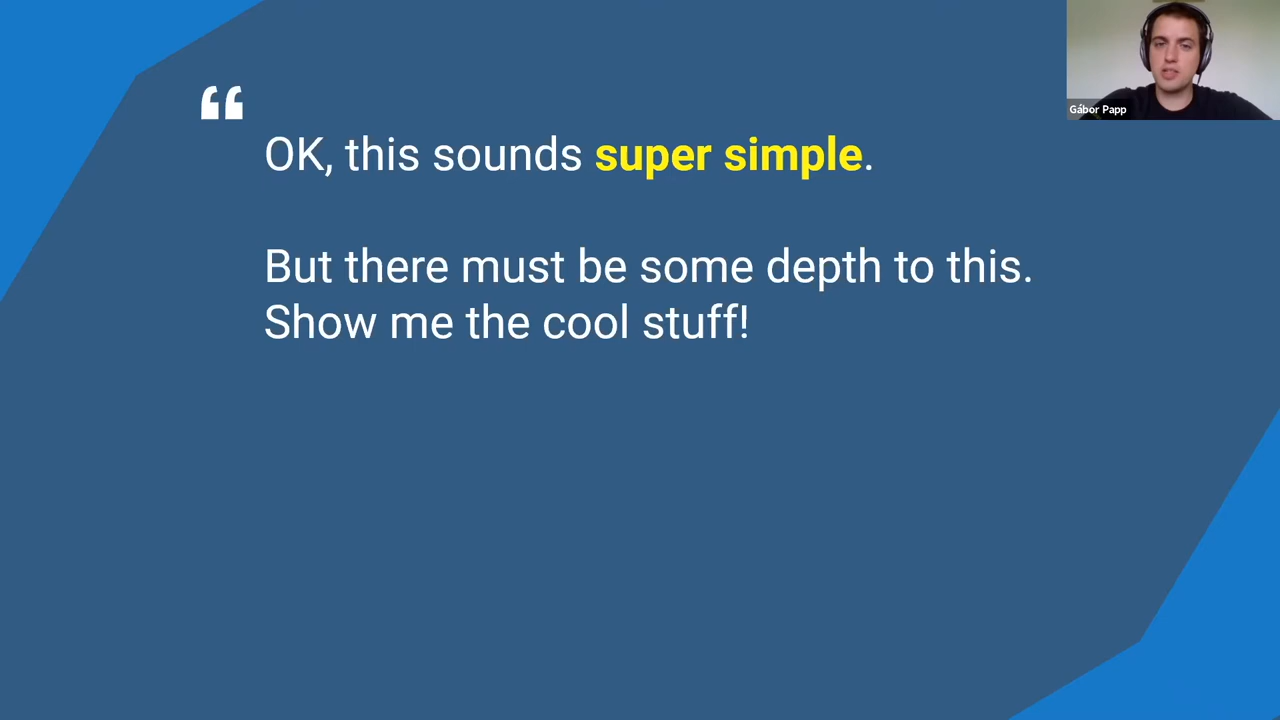 “
OK, this sounds super simple.
But there must be some depth to this.
Show me the cool stuff!
Gábor Papp